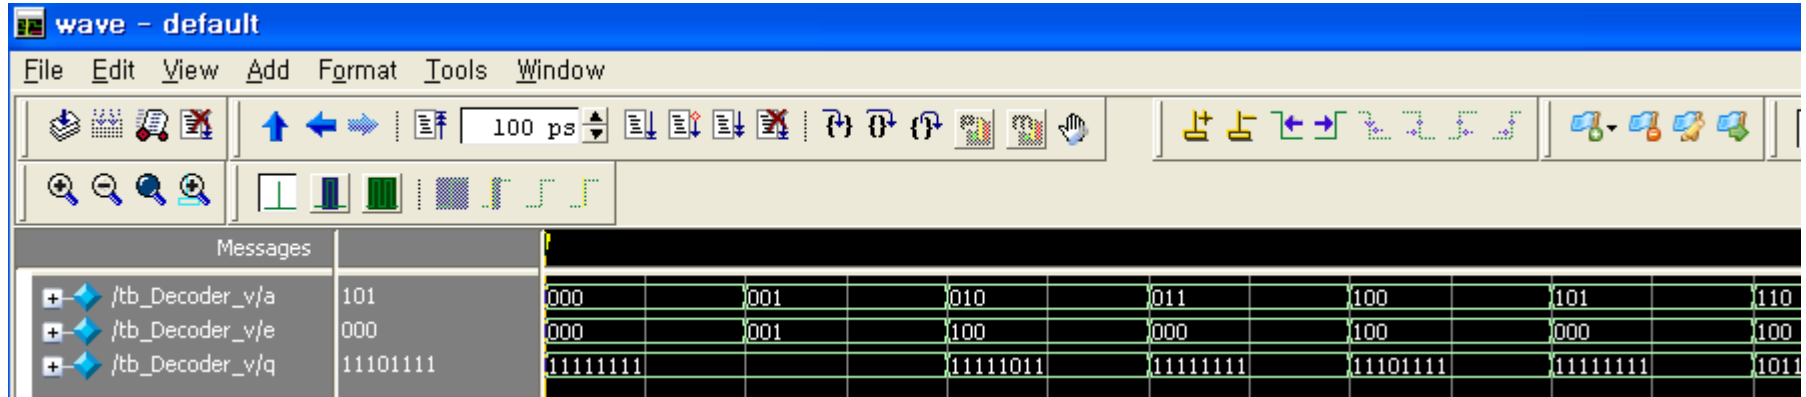 wave - default
File Edit View Add Format Tools Window
100 ps
Messages
/tb_Decoder_v/a 101 000 001 010 011 100 101 110
/tb_Decoder_v/e 000 000 001 100 000 100 000 100
/tb_Decoder_v/q 11101111 11111111 11111011 11111111 11101111 11111111 1011